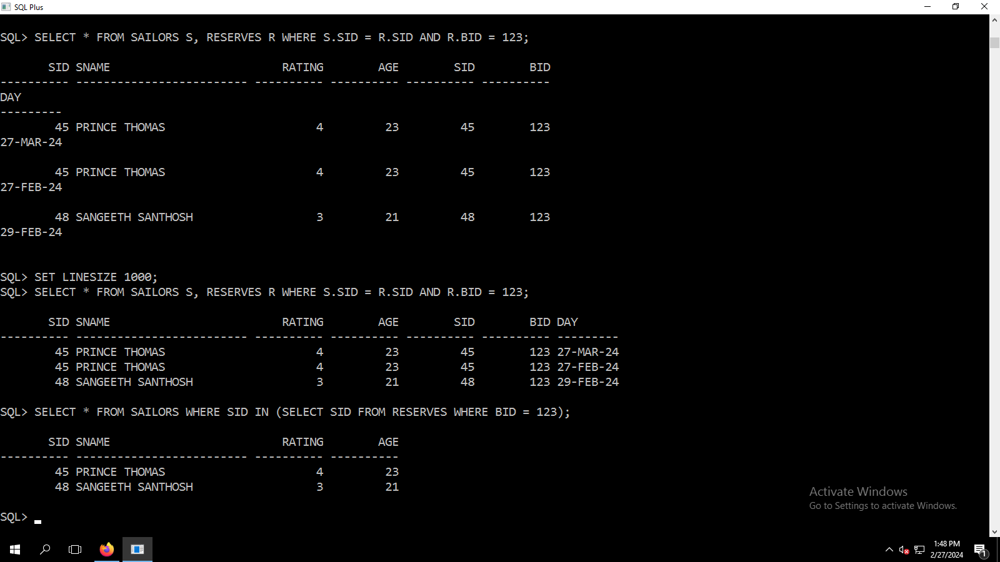 SQL Plus
SQL> SELECT * FROM SAILORS S, RESERVES R WHERE S.SID = R.SID AND R.BID = 123;
       SID SNAME                         RATING        AGE        SID        BID
---------- ------------------------- ---------- ---------- ---------- ----------
DAY
---------
        45 PRINCE THOMAS                      4         23         45        123
27-MAR-24
        45 PRINCE THOMAS                      4         23         45        123
27-FEB-24
        48 SANGEETH SANTHOSH                  3         21         48        123
29-FEB-24
SQL> SET LINESIZE 1000;
SQL> SELECT * FROM SAILORS S, RESERVES R WHERE S.SID = R.SID AND R.BID = 123;
       SID SNAME                         RATING        AGE        SID        BID DAY
---------- ------------------------- ---------- ---------- ---------- ---------- ---------
        45 PRINCE THOMAS                      4         23         45        123 27-MAR-24
        45 PRINCE THOMAS                      4         23         45        123 27-FEB-24
        48 SANGEETH SANTHOSH                  3         21         48        123 29-FEB-24
SQL> SELECT * FROM SAILORS WHERE SID IN (SELECT SID FROM RESERVES WHERE BID = 123);
       SID SNAME                         RATING        AGE
---------- ------------------------- ---------- ----------
        45 PRINCE THOMAS                      4         23
        48 SANGEETH SANTHOSH                  3         21
SQL>
Activate Windows
Go to Settings to activate Windows.
1:48 PM
2/27/2024
1